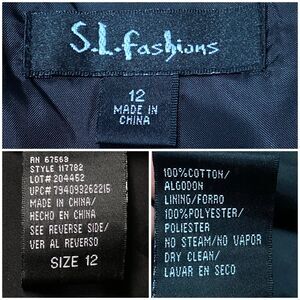 S.L.fashions
12
MADE IN
CHINA
RN 67569
STYLE 117782
LOT#204452
UPC#794093262215
MADE IN CHINA/
HECHO EN CHINA
SEE REVERSE SIDE/
VER AL REVERSO
SIZE 12
100%COTTON/
ALGODON
LINING/FORRO
100%POLYESTER/
POLIESTER
NO STEAM/NO VAPOR
DRY CLEAN/
LAVAR EN SECO